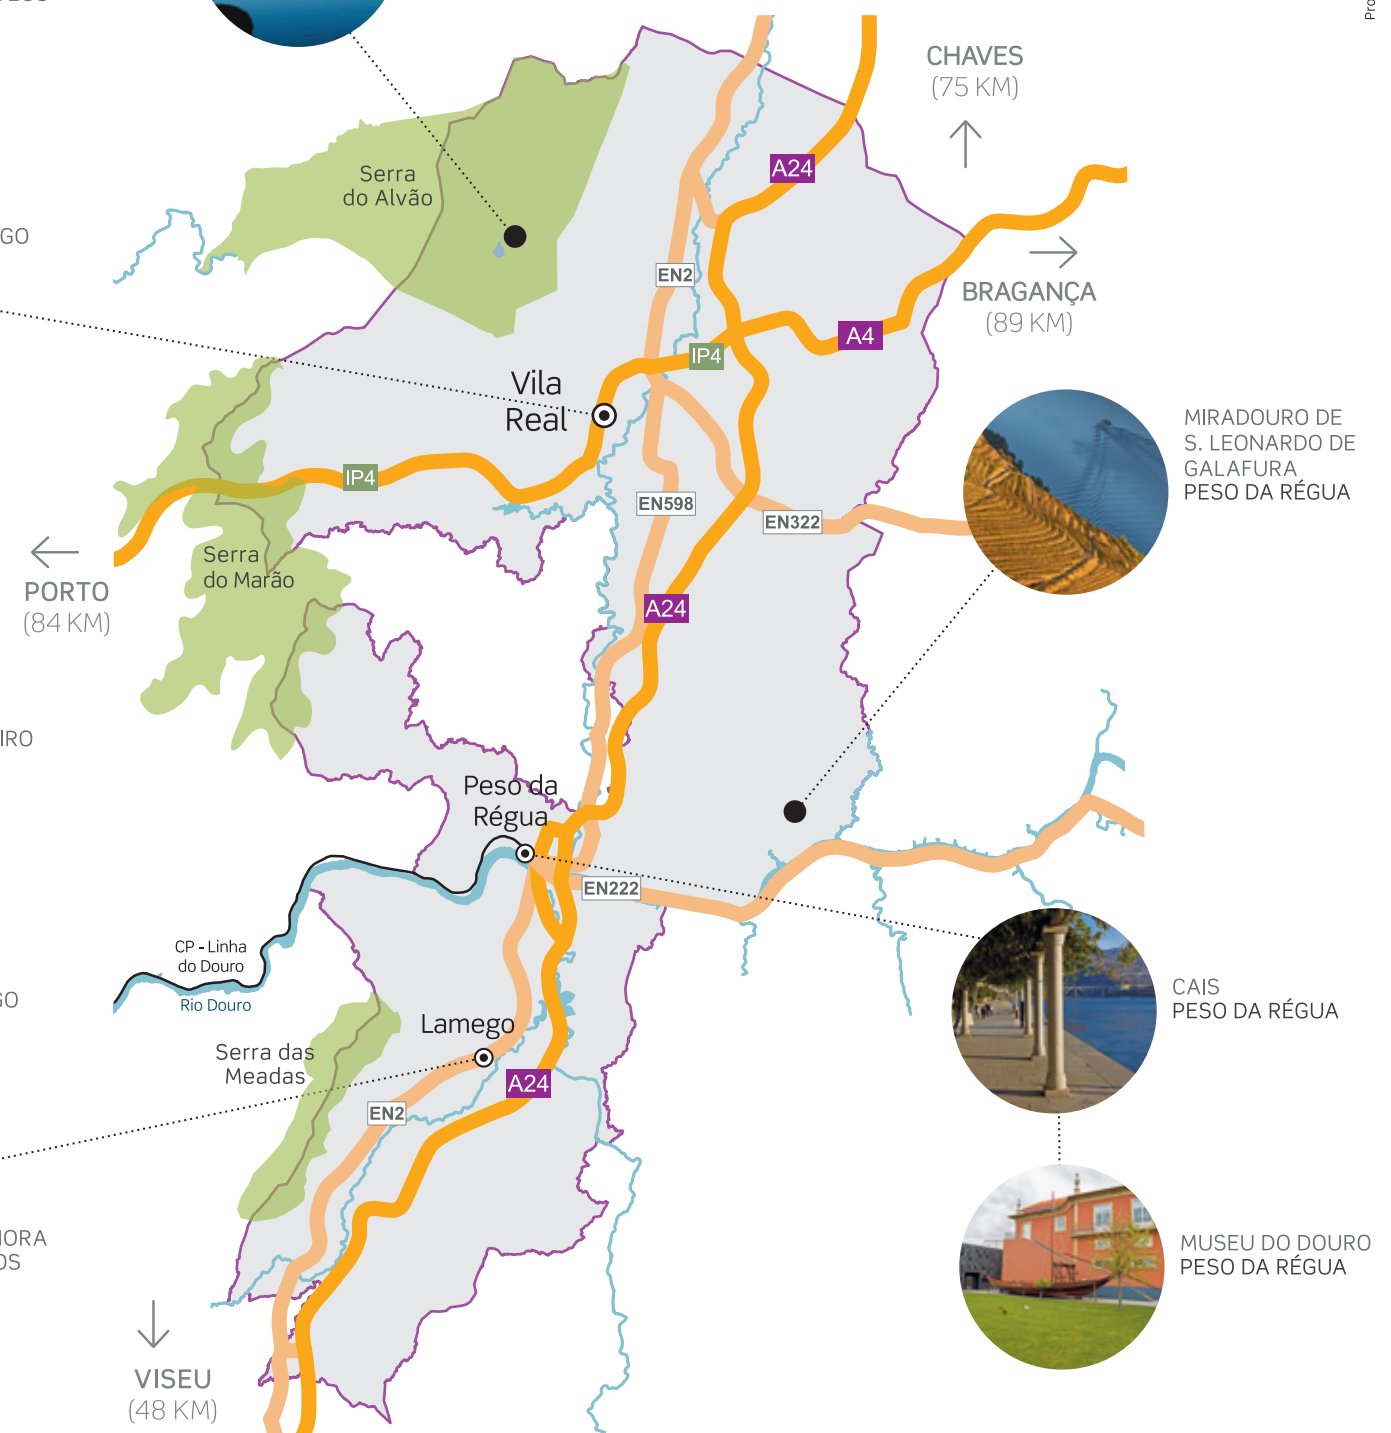 Pro
CHAVES
(75 KM)
A24
Serra
do Alvão
GO
EN2
BRAGANÇA
(89 KM)
A4
IP4
Vila
Real
MIRADOURO DE
S. LEONARDO DE
GALAFURA
PESO DA RÉGUA
IP4
EN598
EN322
Serra
do Marão
PORTO
(84 KM)
A24
IRO
Peso da
Régua
EN222
CP - Linha
do Douro
Rio Douro
GO
CAIS
PESO DA RÉGUA
Lamego
Serra das
Meadas
A24
EN2
HORA
OS
MUSEU DO DOURO
PESO DA RÉGUA
VISEU
(48 KM)